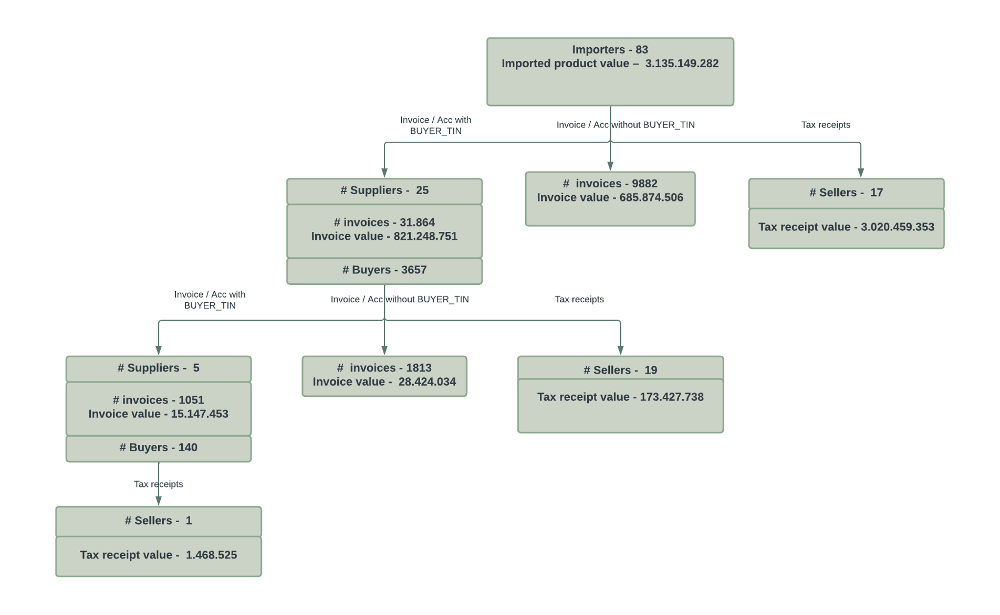 Importers - 83
Imported product value – 3.135.149.282
Invoice / Acc with
BUYER_TIN
Invoice / Acc without BUYER_TIN
Tax receipts
# Suppliers - 25
# invoices - 31.864
Invoice value - 821.248.751
# Buyers - 3657
# invoices - 9882
Invoice value - 685.874.506
# Sellers - 17
Tax receipt value - 3.020.459.353
Invoice / Acc with
BUYER_TIN
Invoice / Acc without BUYER_TIN
Tax receipts
# Suppliers - 5
# invoices - 1051
Invoice value - 15.147.453
# Buyers - 140
# invoices - 1813
Invoice value - 28.424.034
# Sellers - 19
Tax receipt value - 173.427.738
Tax receipts
# Sellers - 1
Tax receipt value - 1.468.525